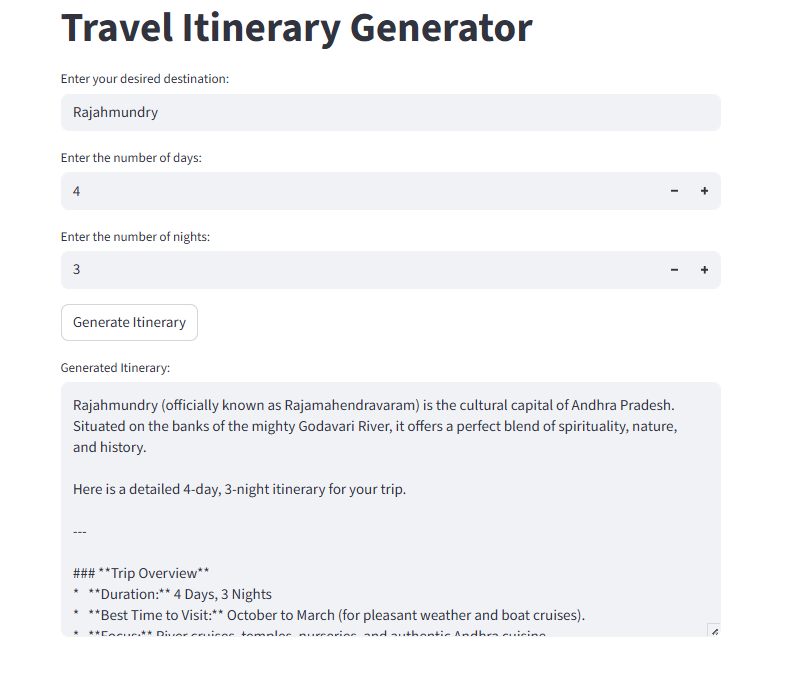 Travel Itinerary Generator
Enter your desired destination:
Rajahmundry
Enter the number of days:
4
Enter the number of nights:
3
Generate Itinerary
Generated Itinerary:
Rajahmundry (officially known as Rajamahendravaram) is the cultural capital of Andhra Pradesh.
Situated on the banks of the mighty Godavari River, it offers a perfect blend of spirituality, nature,
and history.
Here is a detailed 4-day, 3-night itinerary for your trip.
---
### **Trip Overview**
*   **Duration:** 4 Days, 3 Nights
*   **Best Time to Visit:** October to March (for pleasant weather and boat cruises).
*   **Focus:** River cruises, temples, nurseries, and authentic Andhra cuisine.